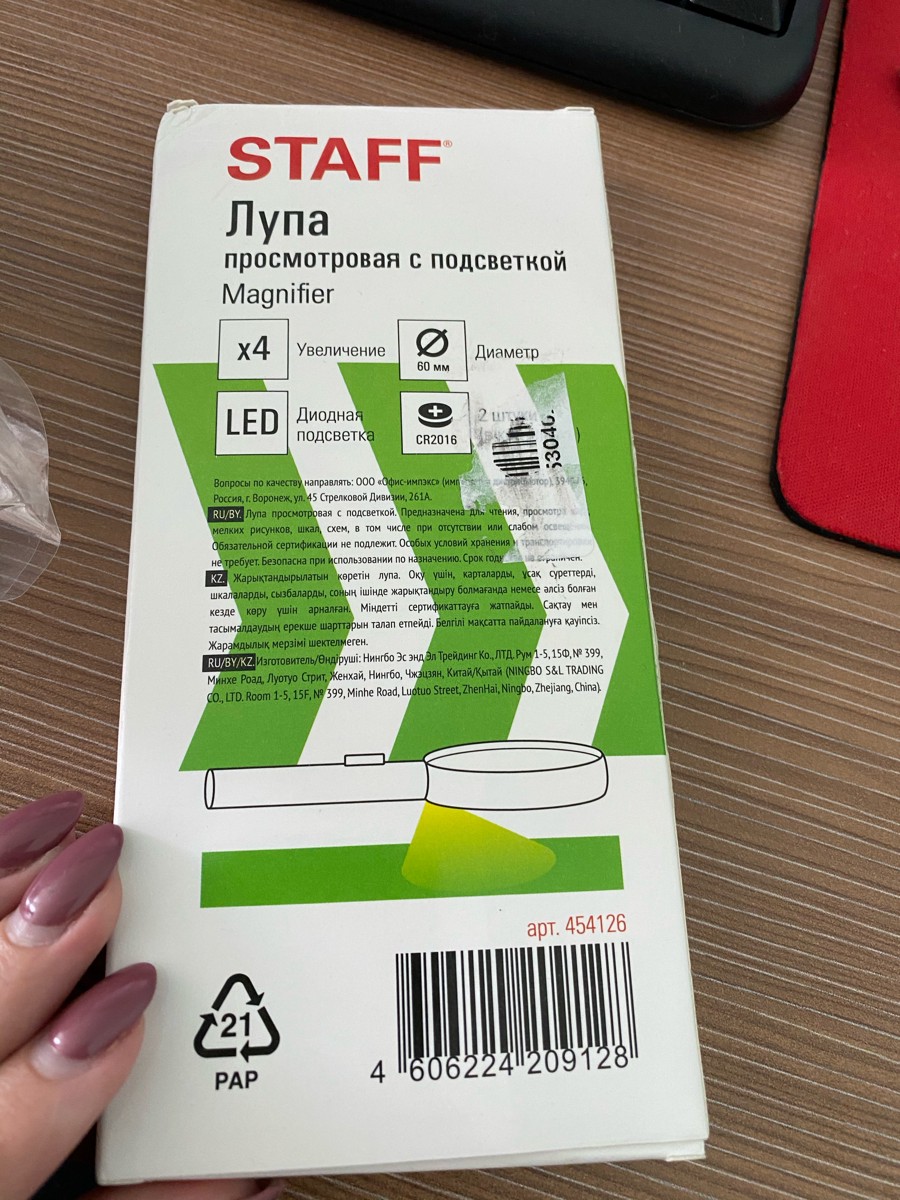 STAFF®
Лупа
просмотровая с подсветкой
Magnifier
x4 Увеличение
60 мм Диаметр
LED Диодная подсветка
CR2016 2 штуки
53040.
Вопросы по качеству направлять: ООО «Офис-импэкс»
Россия, г. Воронеж, ул. 45 Стрелковой Дивизии, 261А.
RU/BY. Лупа просмотровая с подсветкой. Предназначена для чтения, просмотра
мелких рисунков, шкал, схем, в том числе при отсутствии или слабом
Обязательной сертификации не подлежит. Особых условий хранения и
не требует. Безопасна при использовании по назначению. Срок
KZ. Жарықтандырылатын көретін лупа. Оқу үшін, карталарды, усақ суреттерді,
шкалаларды, сызбаларды, соның ішінде жарықтандыру болмағанда немесе әлсіз болған
кезде көру үшін арналған. Міндетті сертификаттауға жатпайды. Сақтау мен
тасымалдаудың ерекше шарттарын талап етпейді. Белгілі мақсатта пайдалануға қауіпсіз.
Жарамдылық мерзімі шектелмеген.
RU/BY/KZ. Изготовитель/Өндіруші: Нингбо Эс энд Эл Трейдинг Ко., ЛТД. Рум 1-5, 15Ф, № 399,
Минхе Роад, Луотуо Стрит, Женхай, Нингбо, Чжэцзян, Китай/Қытай (NINGBO S&L TRADING
CO., LTD. Room 1-5, 15F, № 399, Minhe Road, Luotuo Street, ZhenHai, Ningbo, Zhejiang, China).
арт. 454126
21
PAP
4 606224 209128